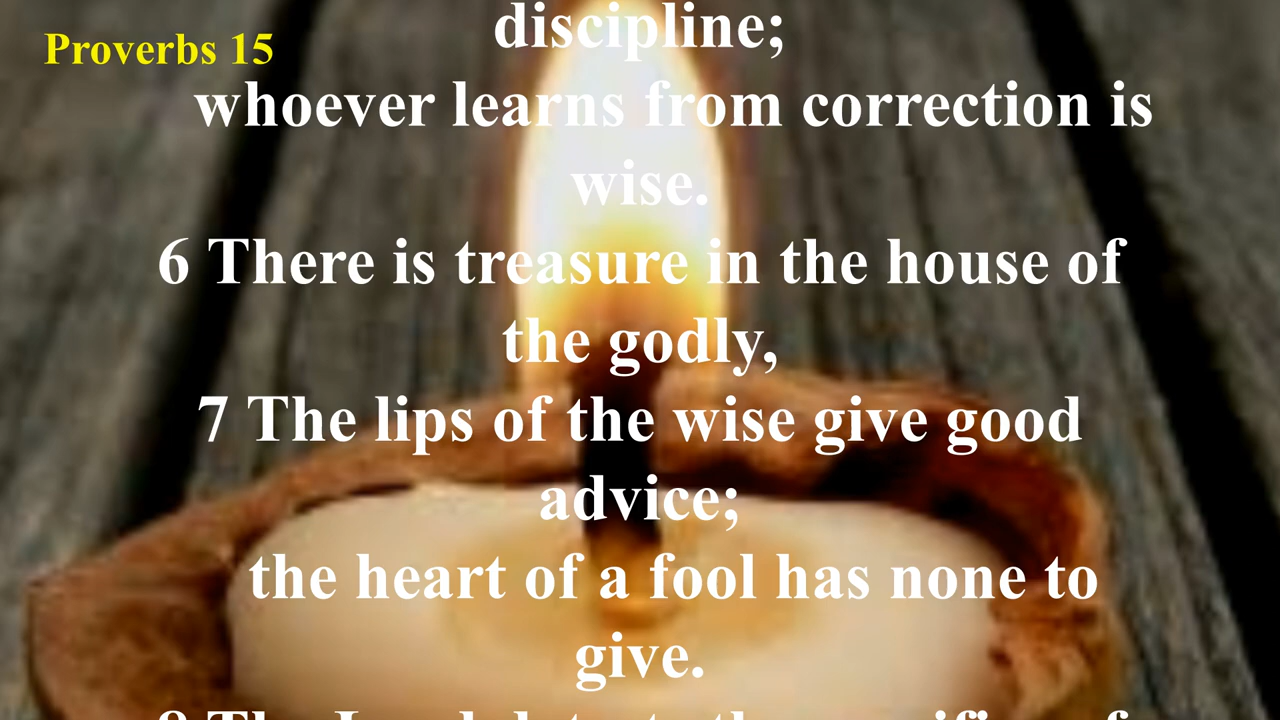 Proverbs 15
discipline;
whoever learns from correction is
wise.
6 There is treasure in the house of
the godly,
7 The lips of the wise give good
advice;
the heart of a fool has none to
give.